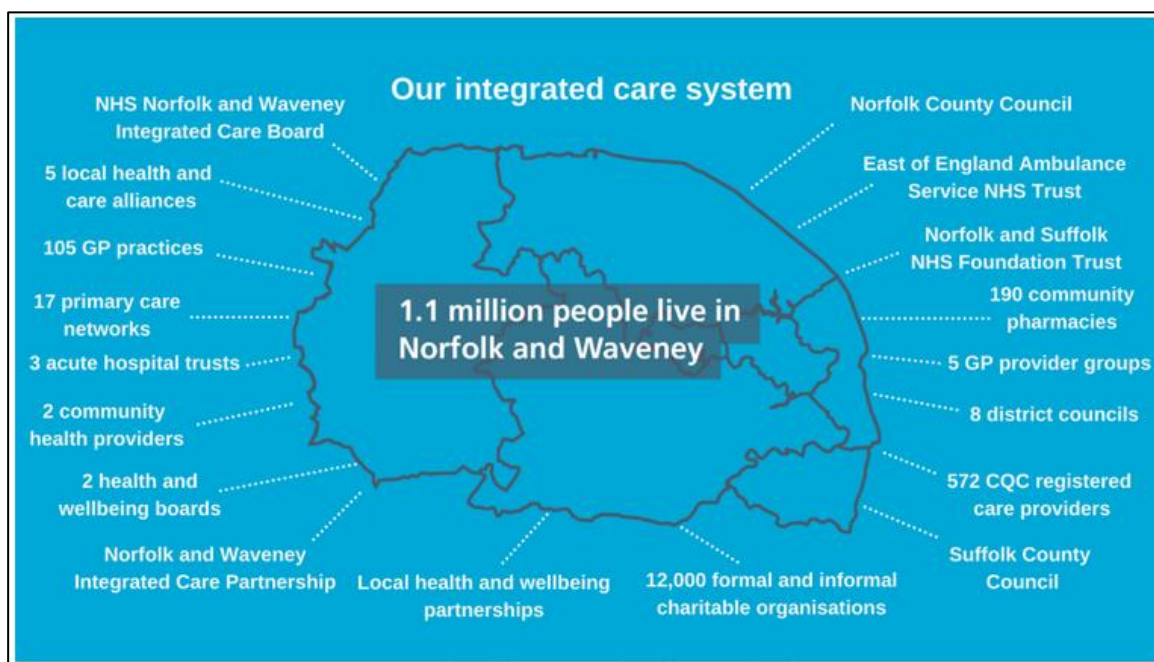 Our integrated care system
NHS Norfolk and Waveney
Integrated Care Board
5 local health and
care alliances
105 GP practices
17 primary care
networks
3 acute hospital trusts
2 community
health providers
2 health and
wellbeing boards
Norfolk and Waveney
Integrated Care Partnership
Local health and wellbeing
partnerships
12,000 formal and informal
charitable organisations
1.1 million people live in
Norfolk and Waveney
Norfolk County Council
East of England Ambulance
Service NHS Trust
Norfolk and Suffolk
NHS Foundation Trust
190 community
pharmacies
5 GP provider groups
8 district councils
572 CQC registered
care providers
Suffolk County
Council